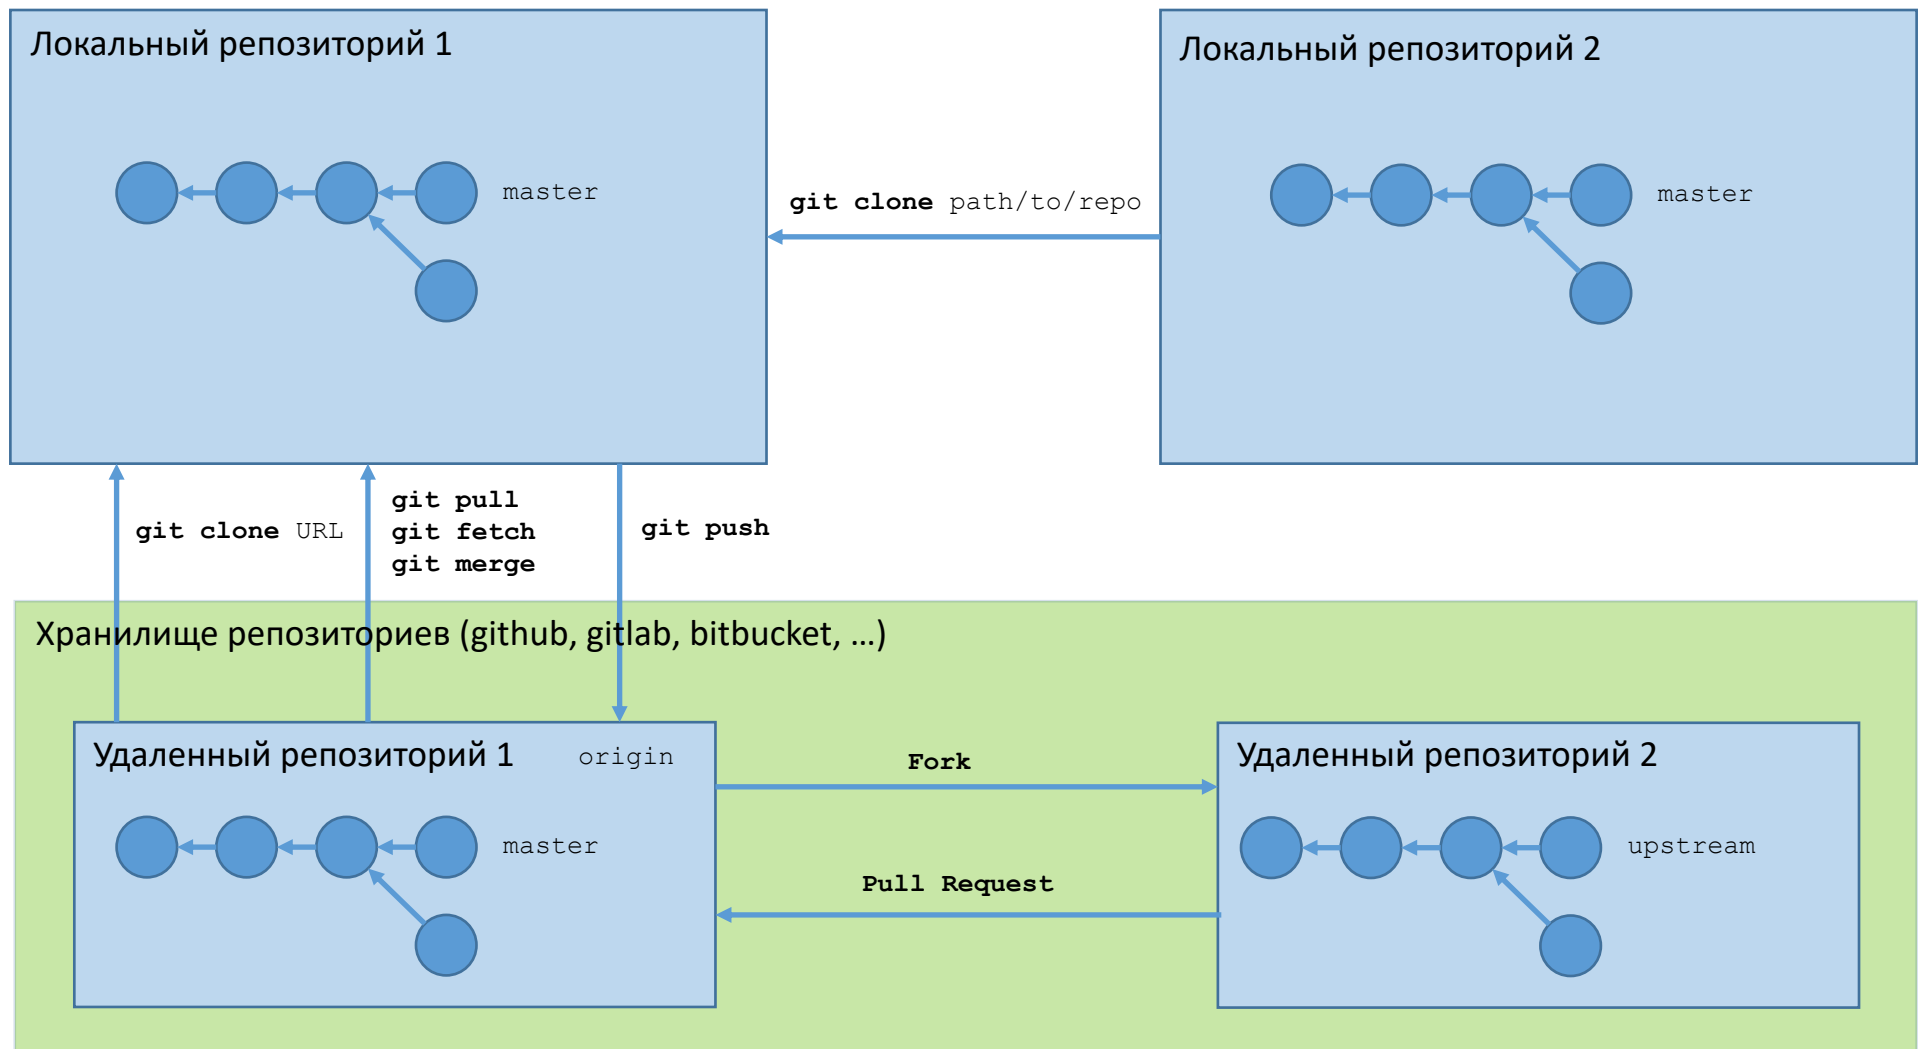 Локальный репозиторий 1
Локальный репозиторий 2
master
git clone path/to/repo
master
git clone URL
git pull
git fetch
git merge
git push
Хранилище репозиториев (github, gitlab, bitbucket, …)
Удаленный репозиторий 1
origin
Fork
Удаленный репозиторий 2
master
upstream
Pull Request